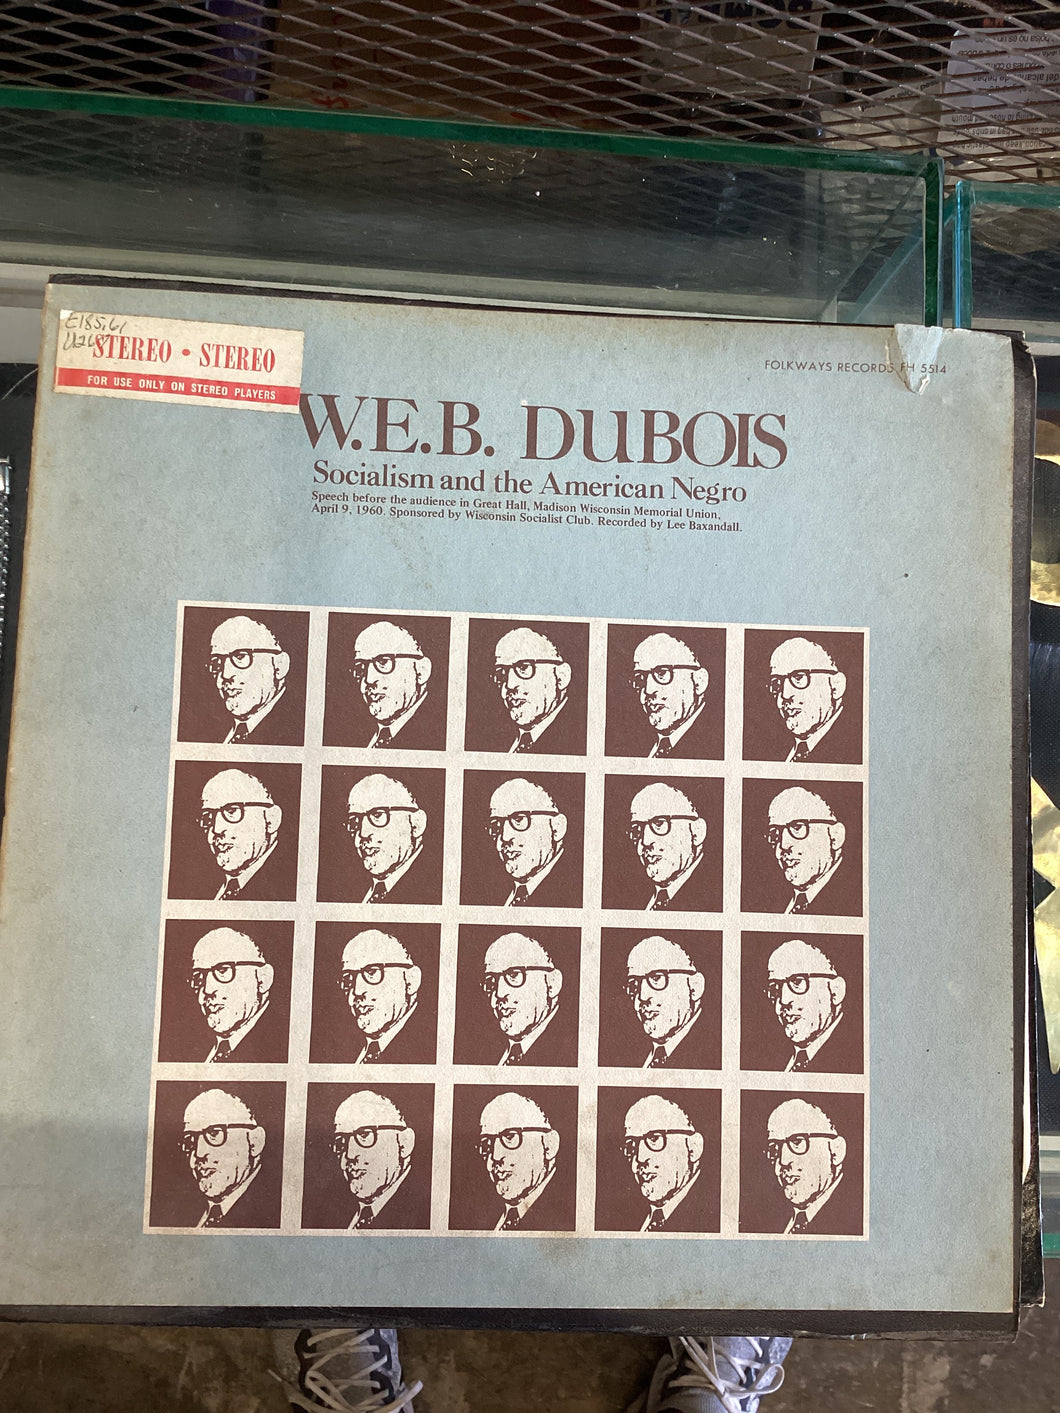 E185.61
STEREO • STEREO
FOR USE ONLY ON STEREO PLAYERS
FOLKWAYS RECORDS FH 5514
W.E.B. DUBOIS
Socialism and the American Negro
Speech before the audience in Great Hall, Madison Wisconsin Memorial Union,
April 9, 1960. Sponsored by Wisconsin Socialist Club. Recorded by Lee Baxandall.